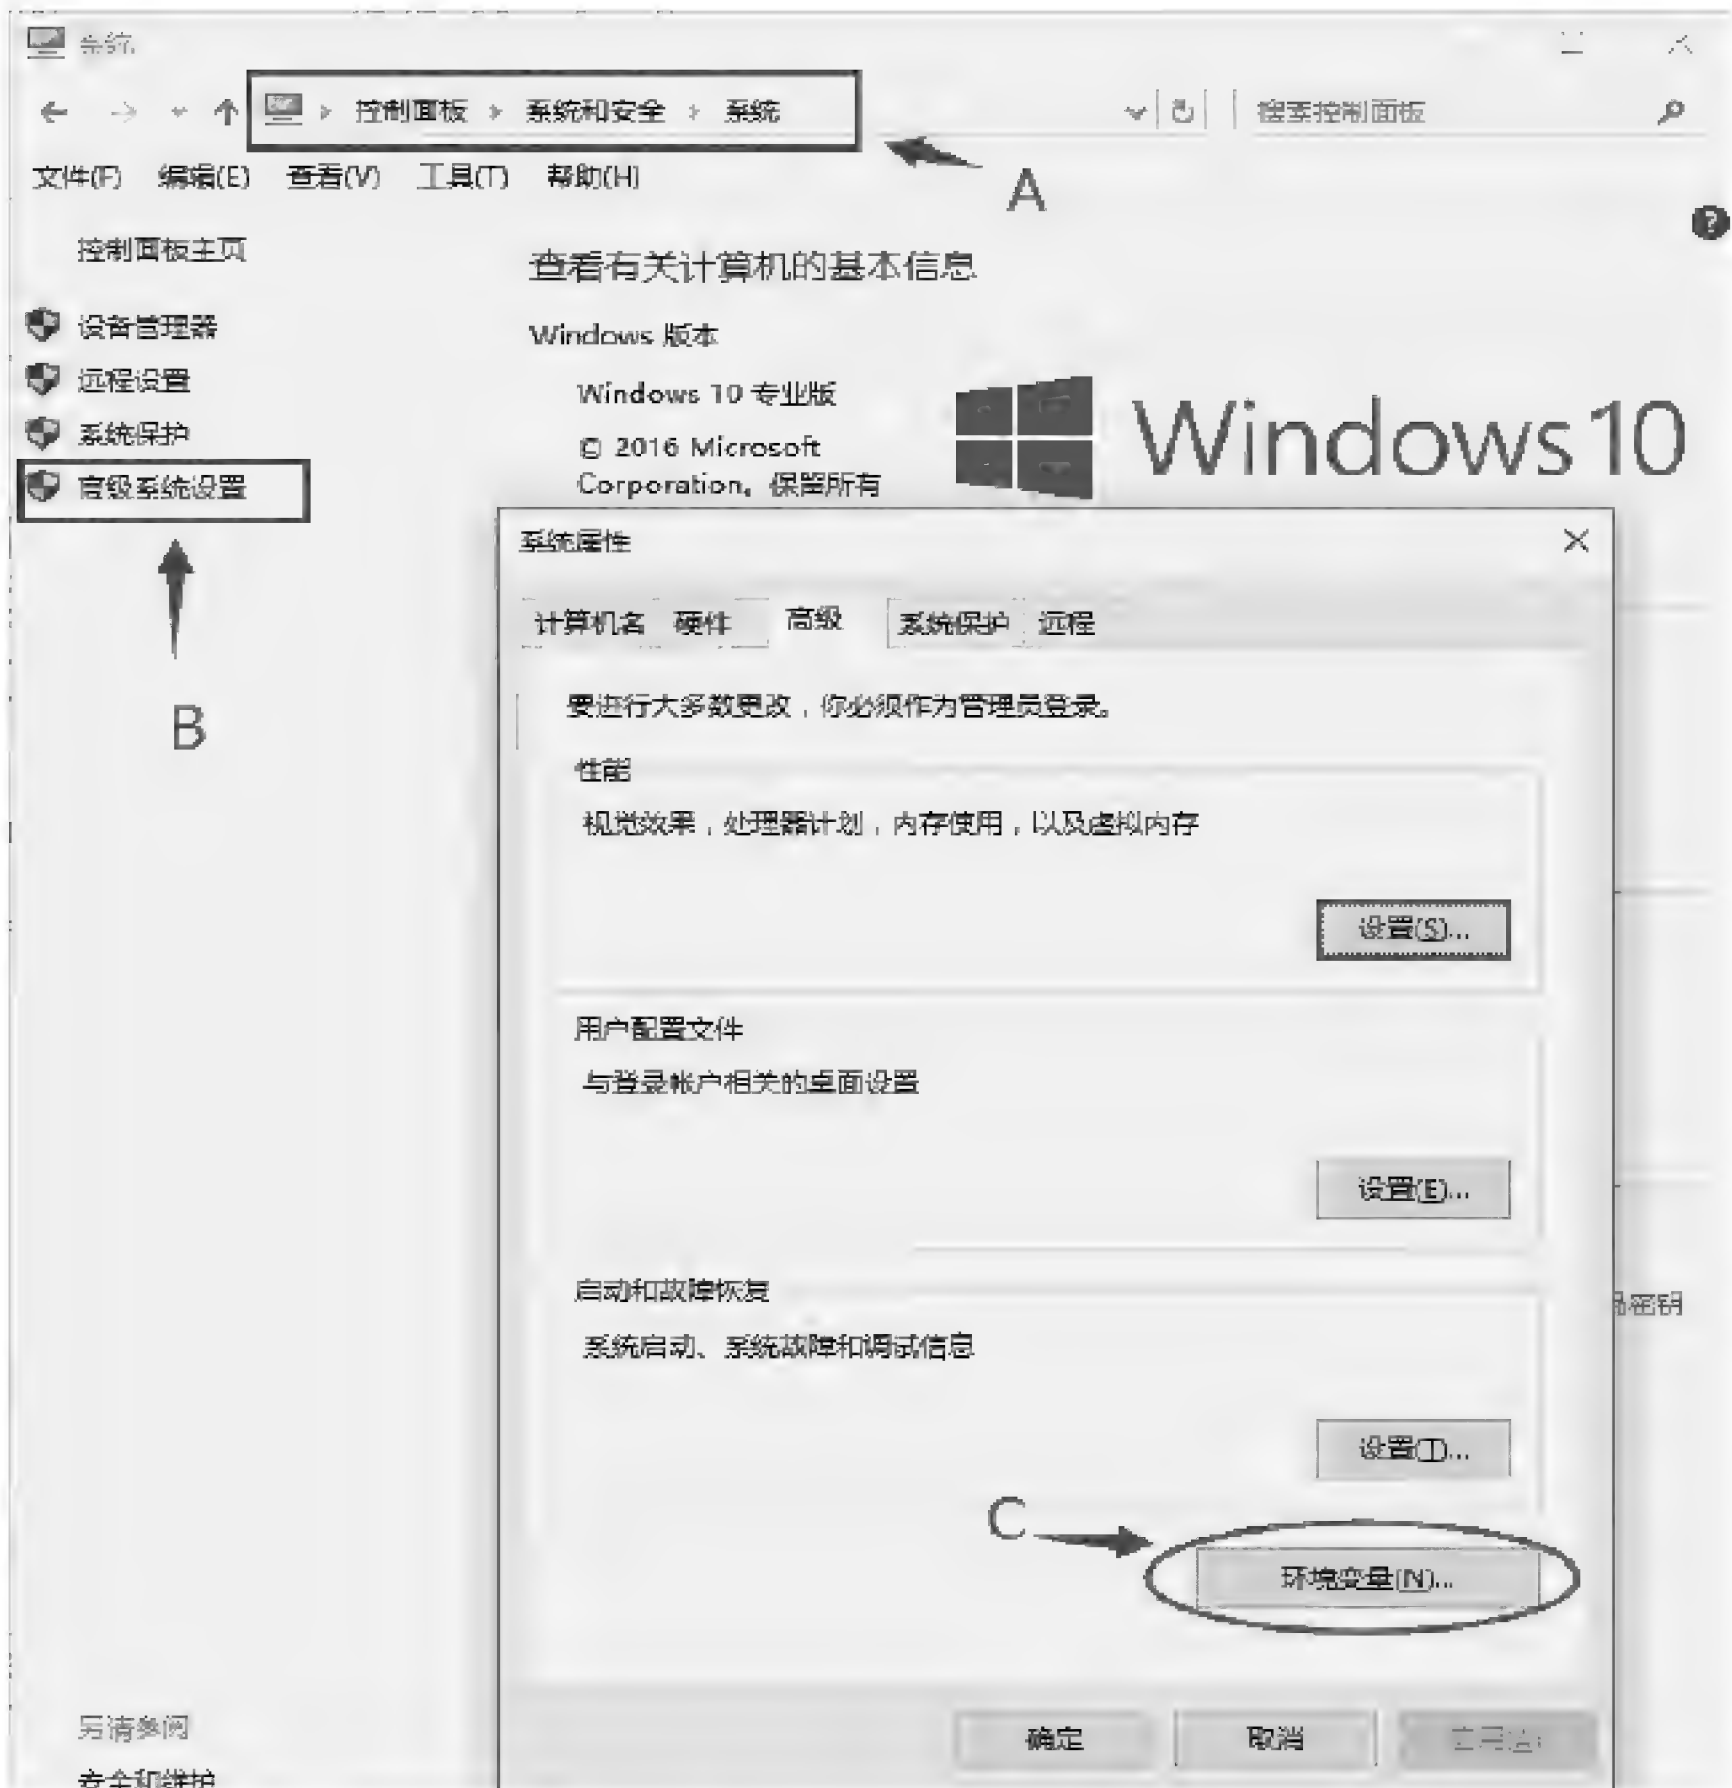 系统
控制面板 系统和安全 系统
搜索控制面板
A
文件(F) 编辑(E) 查看(V) 工具(T) 帮助(H)
控制面板主页
查看有关计算机的基本信息
设备管理器
Windows 版本
远程设置
Windows 10 专业版
系统保护
© 2016 Microsoft
Corporation。保留所有
Windows 10
高级系统设置
B
系统属性
计算机名 硬件 高级 系统保护 远程
要进行大多数更改，你必须作为管理员登录。
性能
视觉效果，处理器计划，内存使用，以及虚拟内存
设置(S)...
用户配置文件
与登录帐户相关的桌面设置
设置(E)...
启动和故障恢复
品密钥
系统启动、系统故障和调试信息
设置(T)...
C
环境变量(N)...
另请参阅
安全和维护
确定 取消